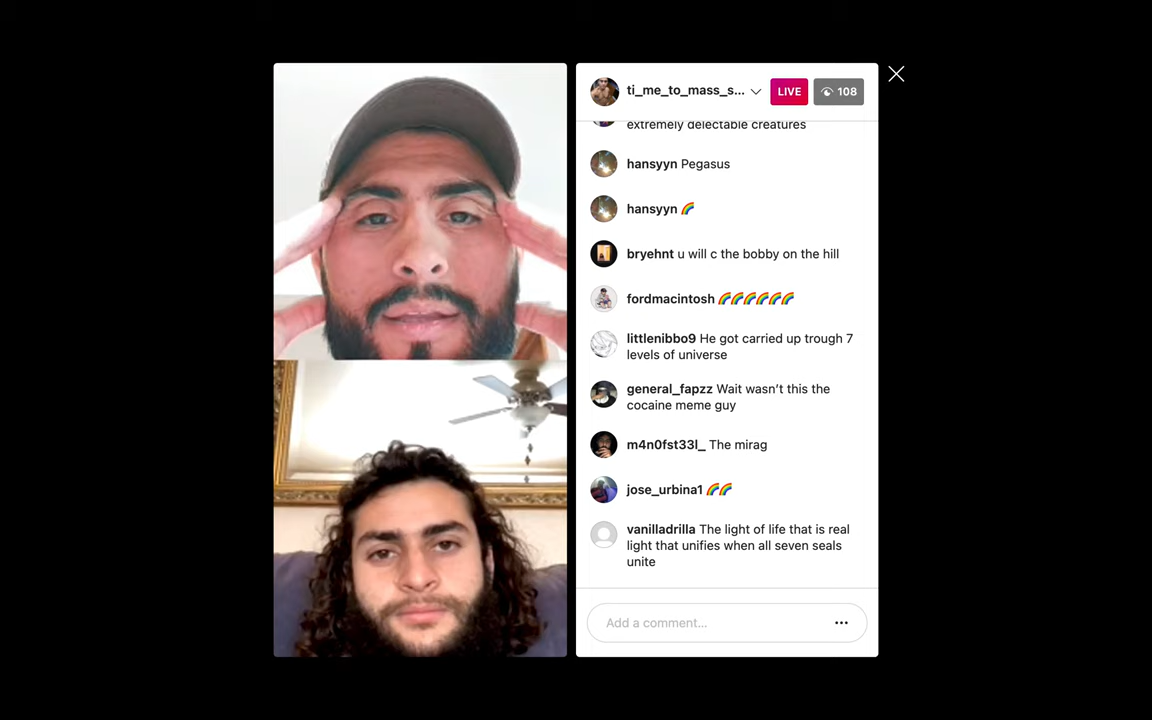 ti_me_to_mass_s... LIVE 108
extremely delectable creatures
hansyyn Pegasus
hansyyn 🌈
bryehnt u will c the bobby on the hill
fordmacintosh 🌈🌈🌈🌈🌈🌈
littlenibbo9 He got carried up trough 7
levels of universe
general_fapzz Wait wasn't this the
cocaine meme guy
m4n0fst33l_ The mirag
jose_urbina1 🌈🌈
vanilladrilla The light of life that is real
light that unifies when all seven seals
unite
Add a comment...